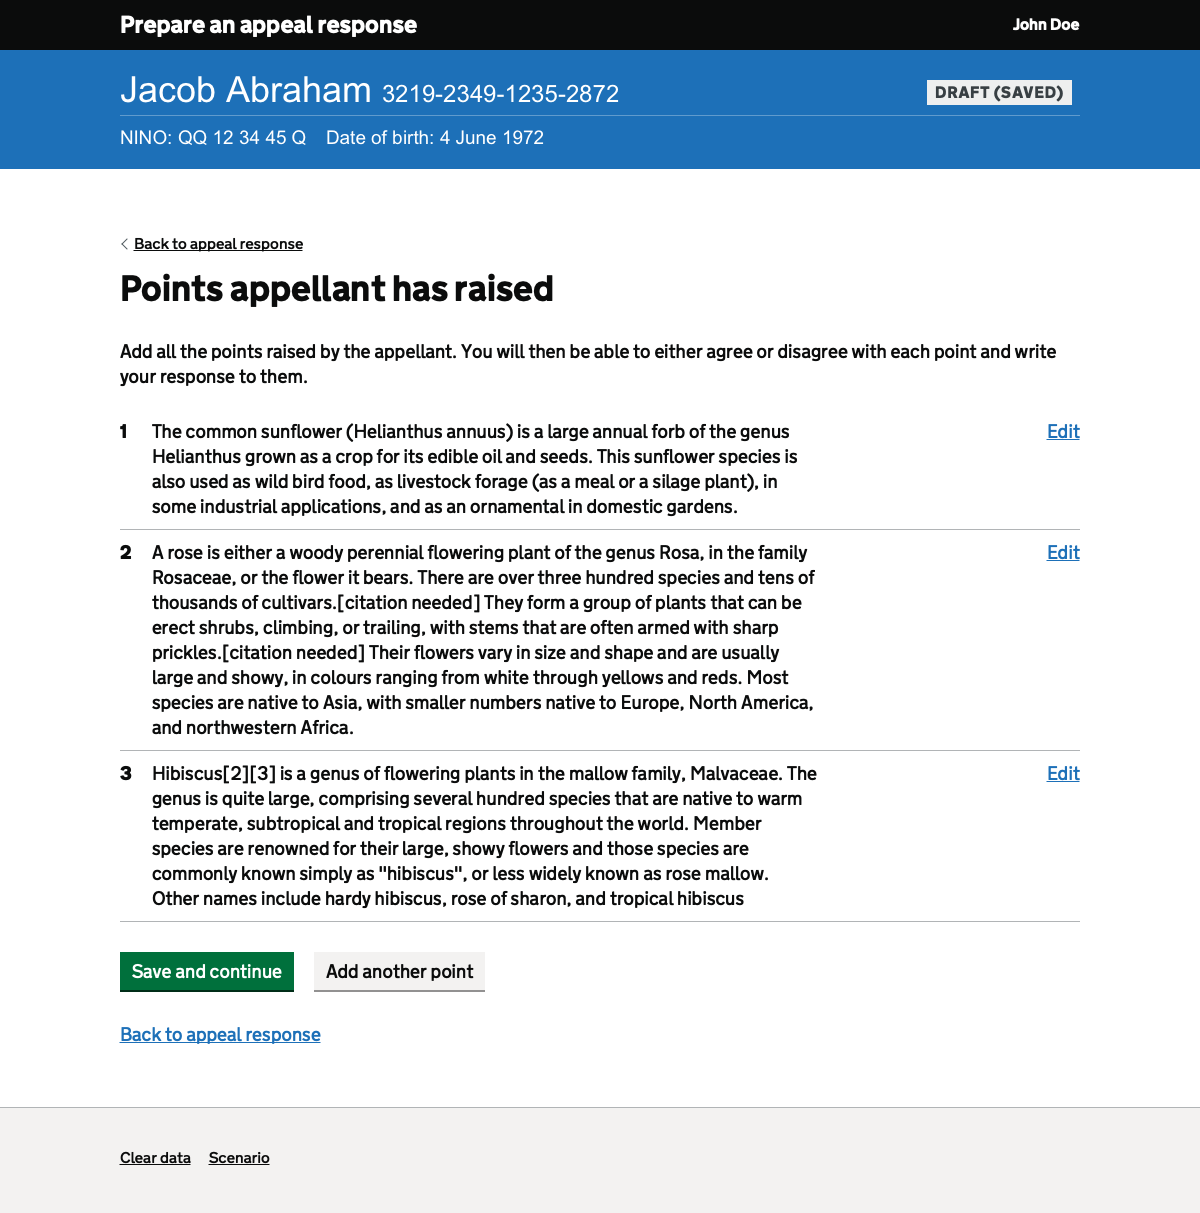 Prepare an appeal response
John Doe
Jacob Abraham 3219-2349-1235-2872
DRAFT (SAVED)
NINO: QQ 12 34 45 Q Date of birth: 4 June 1972
Back to appeal response
Points appellant has raised
Add all the points raised by the appellant. You will then be able to either agree or disagree with each point and write
your response to them.
1 The common sunflower (Helianthus annuus) is a large annual forb of the genus
Edit
Helianthus grown as a crop for its edible oil and seeds. This sunflower species is
also used as wild bird food, as livestock forage (as a meal or a silage plant), in
some industrial applications, and as an ornamental in domestic gardens.
2 A rose is either a woody perennial flowering plant of the genus Rosa, in the family
Edit
Rosaceae, or the flower it bears. There are over three hundred species and tens of
thousands of cultivars.[citation needed] They form a group of plants that can be
erect shrubs, climbing, or trailing, with stems that are often armed with sharp
prickles.[citation needed] Their flowers vary in size and shape and are usually
large and showy, in colours ranging from white through yellows and reds. Most
species are native to Asia, with smaller numbers native to Europe, North America,
and northwestern Africa.
3 Hibiscus[2][3] is a genus of flowering plants in the mallow family, Malvaceae. The
Edit
genus is quite large, comprising several hundred species that are native to warm
temperate, subtropical and tropical regions throughout the world. Member
species are renowned for their large, showy flowers and those species are
commonly known simply as "hibiscus", or less widely known as rose mallow.
Other names include hardy hibiscus, rose of sharon, and tropical hibiscus
Save and continue
Add another point
Back to appeal response
Clear data
Scenario